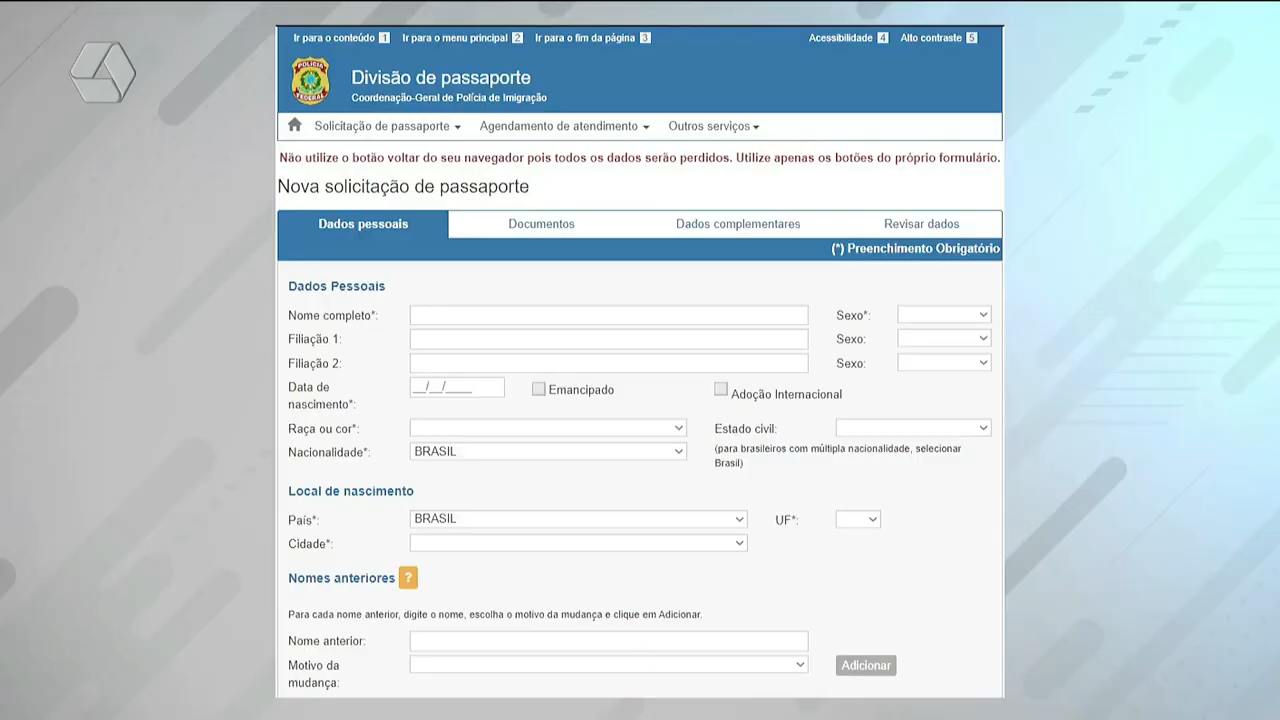 Ir para o conteúdo 1 Ir para o menu principal 2 Ir para o fim da página 3 Acessibilidade 4 Alto contraste 5
POLÍCIA FEDERAL
Divisão de passaporte
Coordenação-Geral de Polícia de Imigração
Solicitação de passaporte Agendamento de atendimento Outros serviços
Não utilize o botão voltar do seu navegador pois todos os dados serão perdidos. Utilize apenas os botões do próprio formulário.
Nova solicitação de passaporte
Dados pessoais Documentos Dados complementares Revisar dados
(*) Preenchimento Obrigatório
Dados Pessoais
Nome completo*: Sexo*:
Filiação 1: Sexo:
Filiação 2: Sexo:
Data de nascimento*: __/__/____ Emancipado Adoção Internacional
Raça ou cor*: Estado civil:
Nacionalidade*: BRASIL (para brasileiros com múltipla nacionalidade, selecionar
Brasil)
Local de nascimento
País*: BRASIL UF*:
Cidade*:
Nomes anteriores ?
Para cada nome anterior, digite o nome, escolha o motivo da mudança e clique em Adicionar.
Nome anterior:
Motivo da mudança: Adicionar